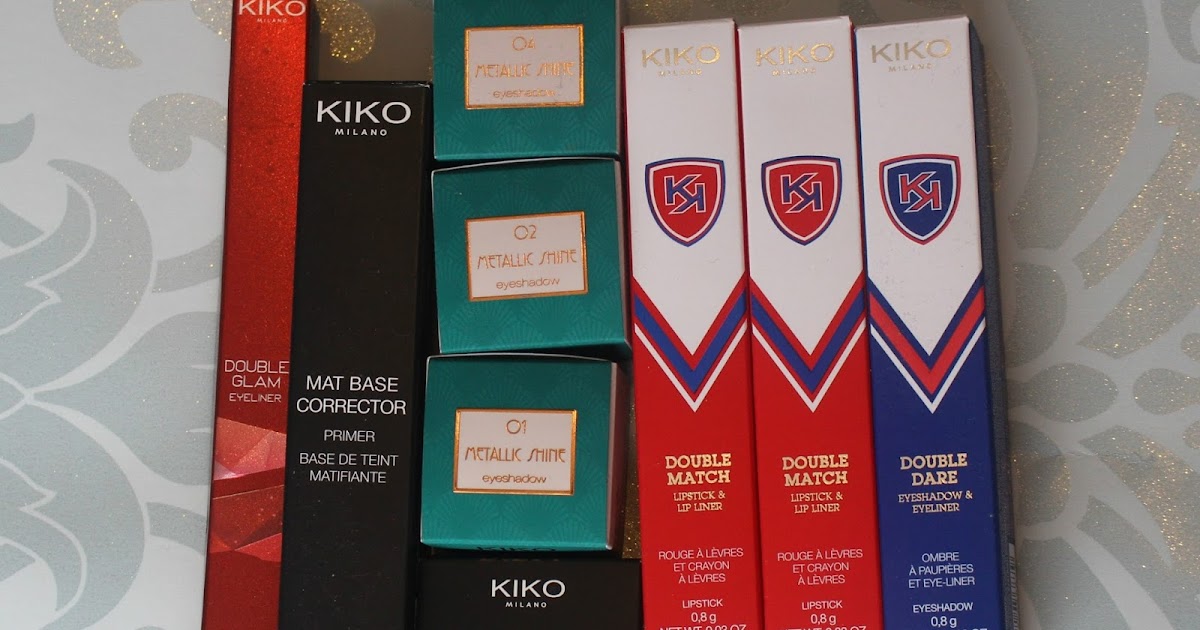 KIKO
MILANO
DOUBLE
GLAM
EYELINER
KIKO
MILANO
MAT BASE
CORRECTOR
PRIMER
BASE DE TEINT
MATIFIANTE
04
METALLIC SHINE
eyeshadow
02
METALLIC SHINE
eyeshadow
01
METALLIC SHINE
eyeshadow
KIKO
MILANO
KIKO
MILANO
KK
DOUBLE
MATCH
LIPSTICK &
LIP LINER
ROUGE À LÈVRES
ET CRAYON
À LÈVRES
LIPSTICK
0,8 g
KIKO
MILANO
KK
DOUBLE
MATCH
LIPSTICK &
LIP LINER
ROUGE À LÈVRES
ET CRAYON
À LÈVRES
LIPSTICK
0,8 g
KIKO
MILANO
KK
DOUBLE
DARE
EYESHADOW &
EYELINER
OMBRE
À PAUPIÈRES
ET EYE-LINER
EYESHADOW
0,8 g